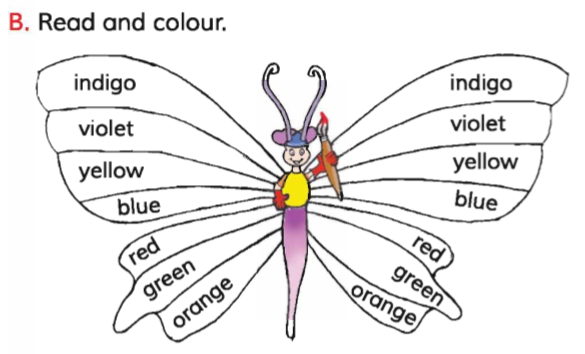 B. Read and colour.
indigo
violet
yellow
blue
red
green
orange
indigo
violet
yellow
blue
red
green
orange